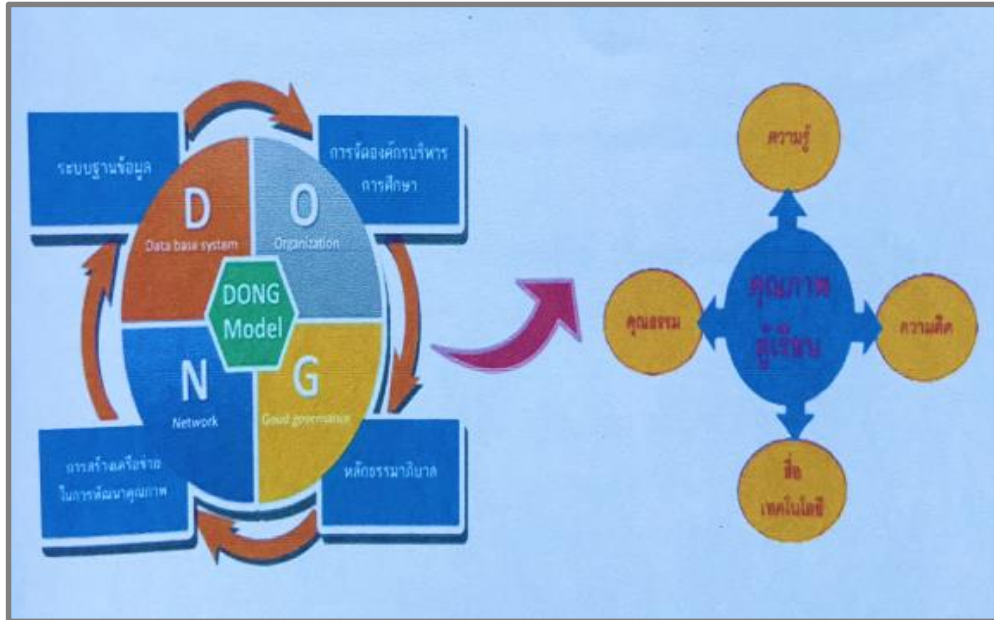 ระบบฐานข้อมูล
การจัดองค์กรบริหาร
การศึกษา
D
Data base system
O
Organization
DONG
Model
N
Network
G
Good governance
การสร้างเครือข่าย
ในการพัฒนาคุณภาพ
หลักธรรมาภิบาล
ความรู้
คุณธรรม
คุณภาพ
ผู้เรียน
ความคิด
สื่อ
เทคโนโลยี